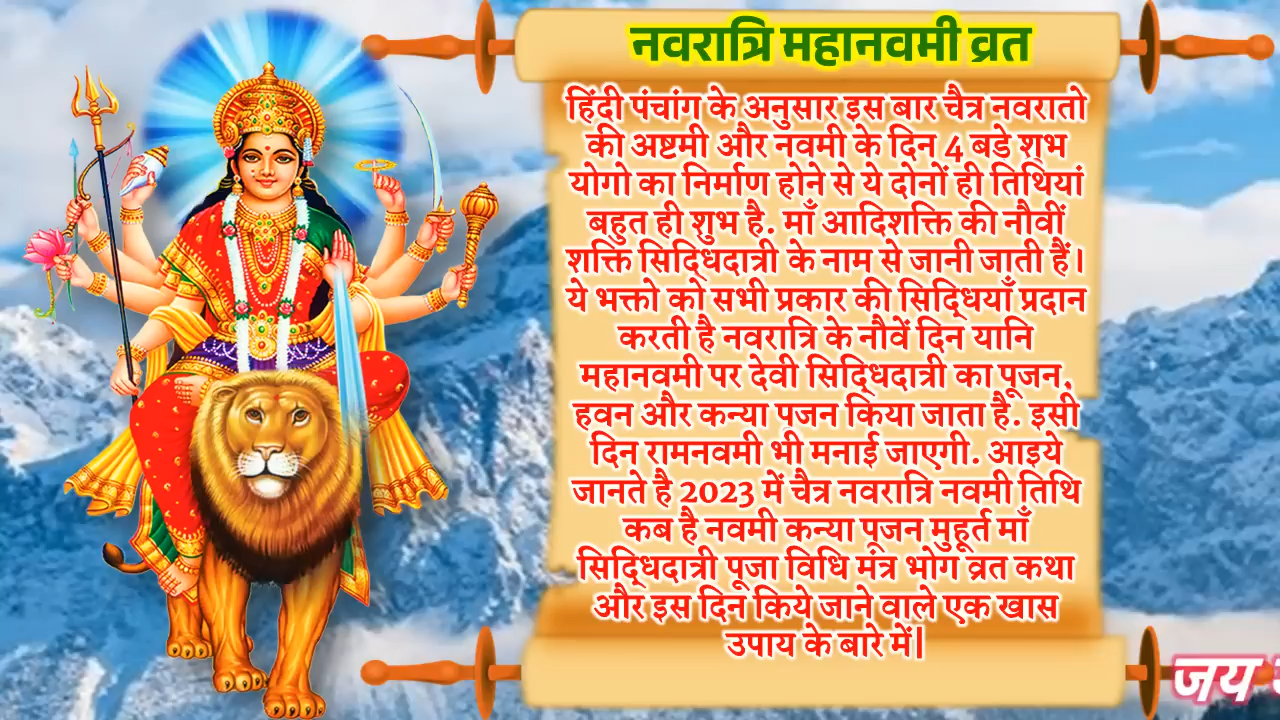 नवरात्रि महानवमी व्रत
हिंदी पंचांग के अनुसार इस बार चैत्र नवरातो
की अष्टमी और नवमी के दिन 4 बडे शुभ
योगो का निर्माण होने से ये दोनों ही तिथियां
बहुत ही शुभ है. माँ आदिशक्ति की नौवीं
शक्ति सिद्धिदात्री के नाम से जानी जाती हैं।
ये भक्तो को सभी प्रकार की सिद्धियाँ प्रदान
करती है नवरात्रि के नौवें दिन यानि
महानवमी पर देवी सिद्धिदात्री का पूजन,
हवन और कन्या पूजन किया जाता है. इसी
दिन रामनवमी भी मनाई जाएगी. आइये
जानते है 2023 में चैत्र नवरात्रि नवमी तिथि
कब है नवमी कन्या पूजन मुहूर्त माँ
सिद्धिदात्री पूजा विधि मंत्र भोग व्रत कथा
और इस दिन किये जाने वाले एक खास
उपाय के बारे में|
जय